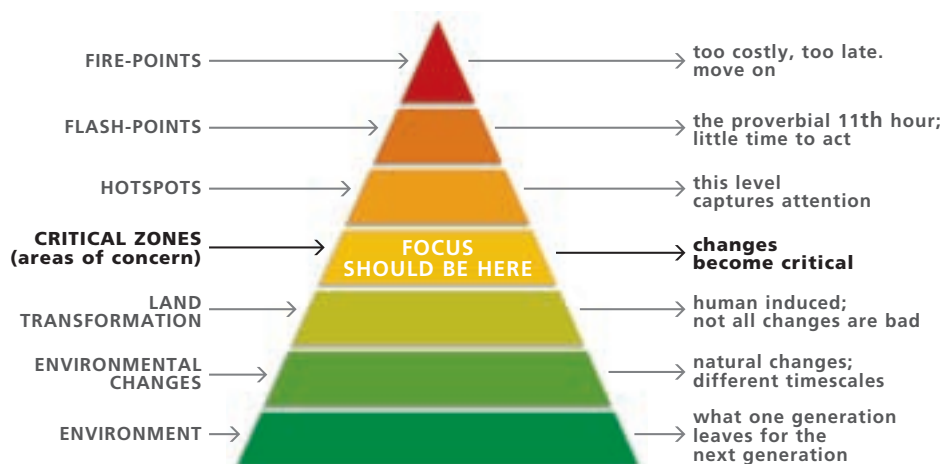 FIRE-POINTS
too costly, too late.
move on
FLASH-POINTS
the proverbial 11th hour;
little time to act
HOTSPOTS
this level
captures attention
CRITICAL ZONES
(areas of concern)
FOCUS
SHOULD BE HERE
changes
become critical
LAND
TRANSFORMATION
human induced;
not all changes are bad
ENVIRONMENTAL
CHANGES
natural changes;
different timescales
ENVIRONMENT
what one generation
leaves for the
next generation